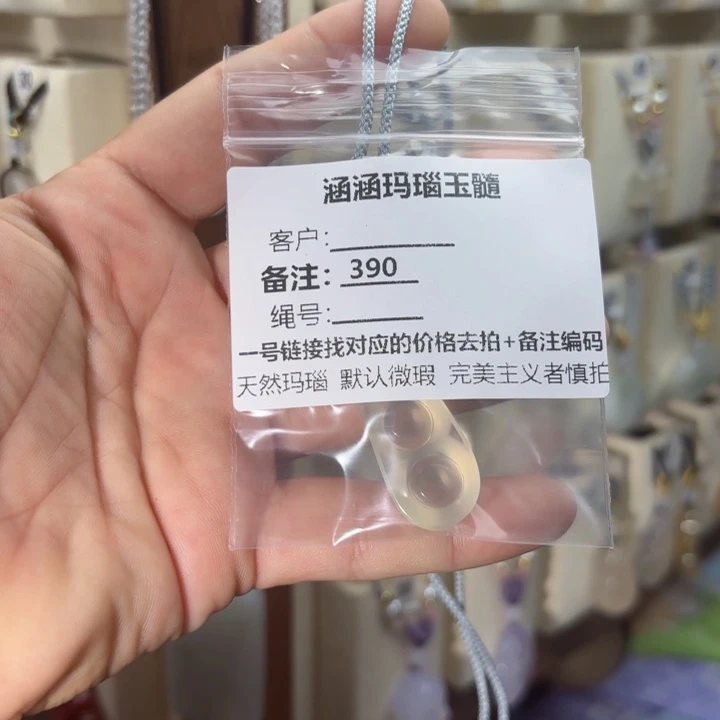 涵涵玛瑙玉髓
客户：
备注：390
绳号：
一号链接找对应的价格去拍+备注编码
天然玛瑙 默认微瑕 完美主义者慎拍